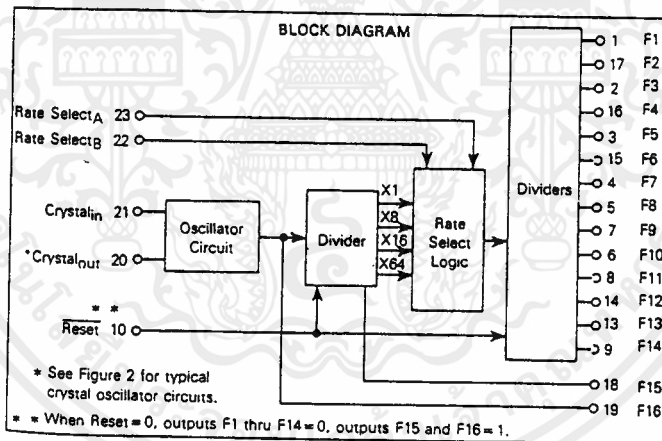 BLOCK DIAGRAM
Rate SelectA 23
Rate SelectB 22
Crystalin 21
*Crystalout 20
* *
Reset 10
Oscillator
Circuit
Divider
X1
X8
X16
X64
Rate
Select
Logic
Dividers
1 F1
17 F2
2 F3
16 F4
3 F5
15 F6
4 F7
5 F8
7 F9
6 F10
8 F11
14 F12
13 F13
9 F14
18 F15
19 F16
* See Figure 2 for typical
crystal oscillator circuits.
* * When Reset = 0, outputs F1 thru F14 = 0, outputs F15 and F16 = 1.